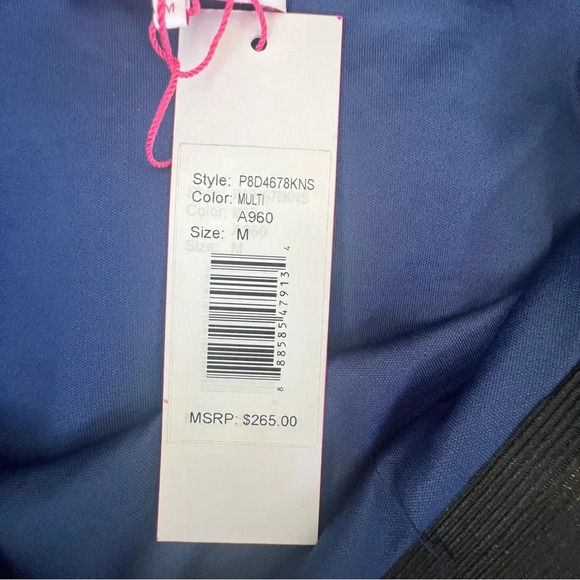 M
Style: P8D4678KNS
Color: MULTI
A960
Size: M
8 88585 47913 4
MSRP: $265.00